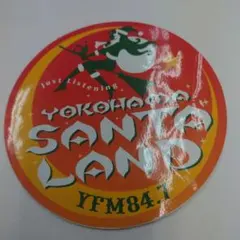 Just Listening
YOKOHAMA
SANTA
LAND
YFM84.7